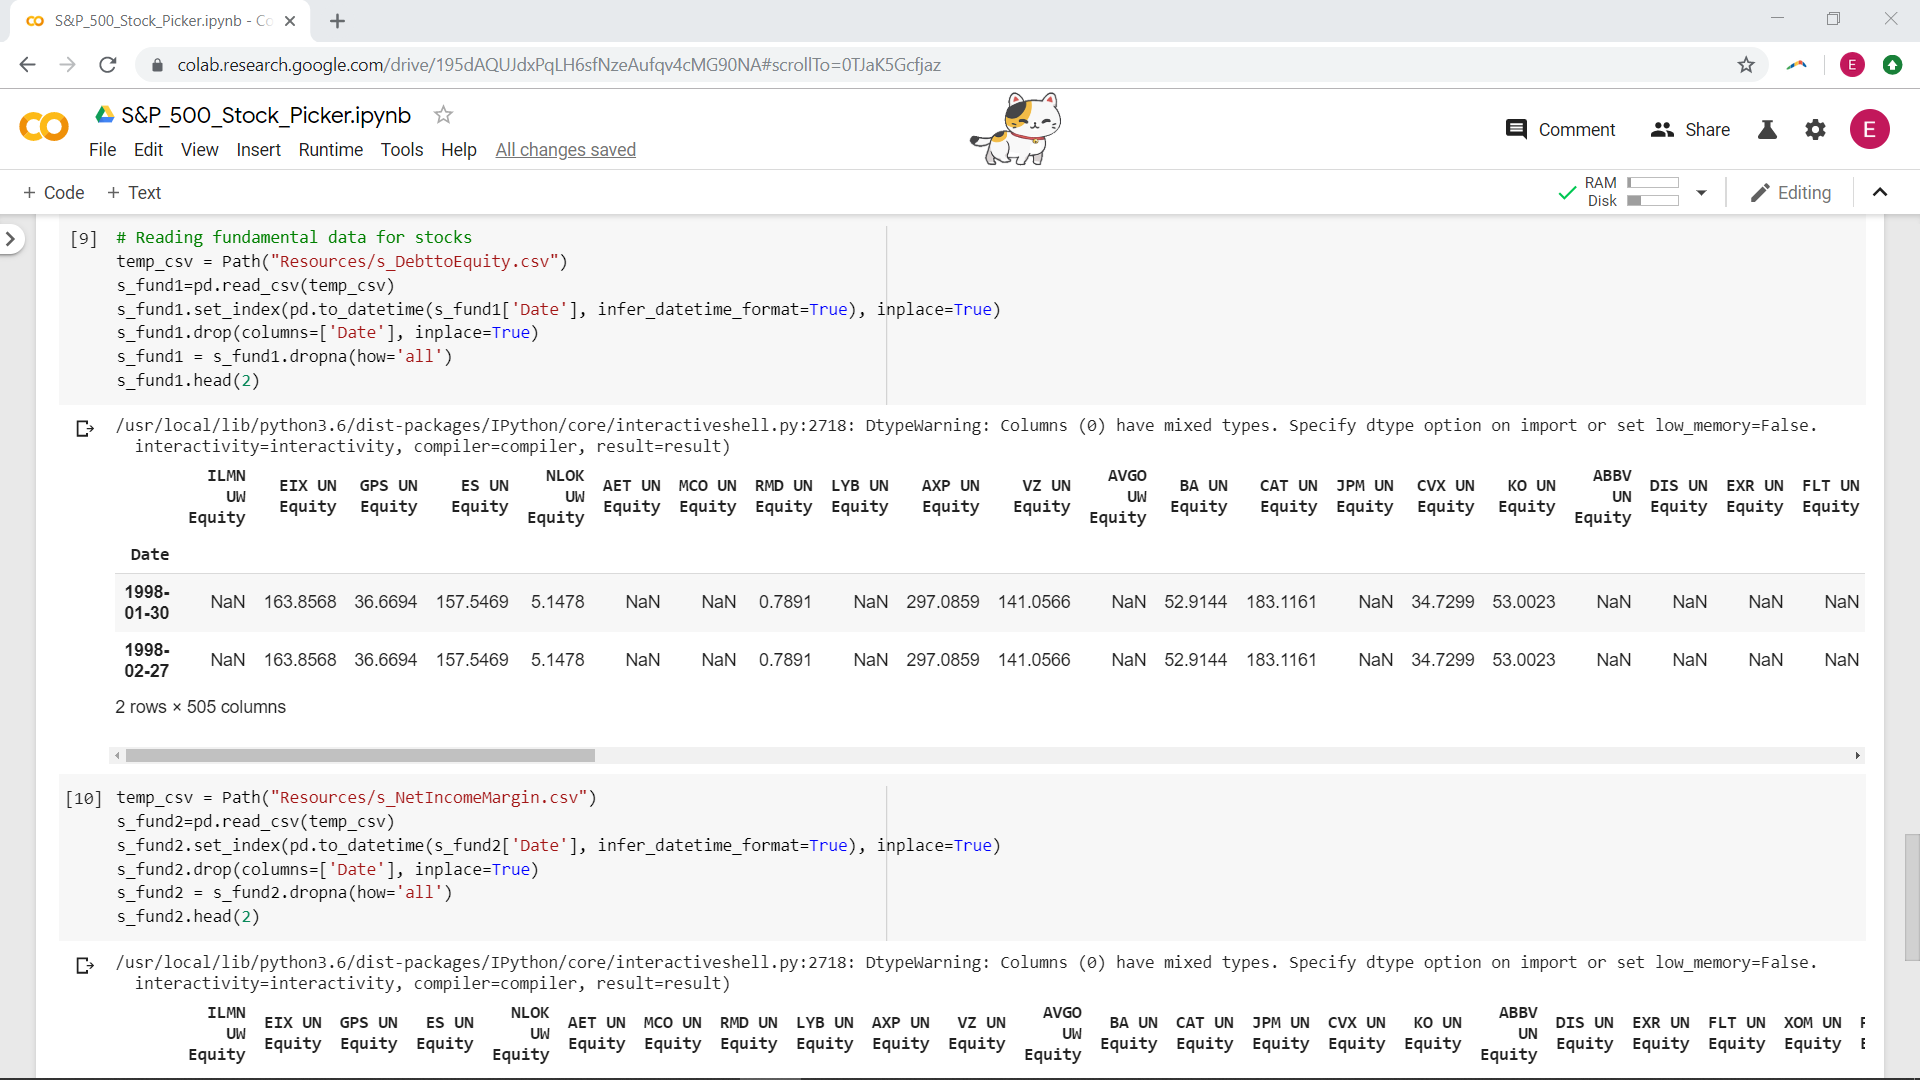 S&P_500_Stock_Picker.ipynb - Co
colab.research.google.com/drive/195dAQUJdxPqLH6sfNzeAufqv4cMG90NA#scrollTo=0TJaK5Gcfjaz
E
S&P_500_Stock_Picker.ipynb
Comment Share E
File Edit View Insert Runtime Tools Help All changes saved
+ Code + Text
RAM
Disk
Editing
[9] # Reading fundamental data for stocks
temp_csv = Path("Resources/s_DebttoEquity.csv")
s_fund1=pd.read_csv(temp_csv)
s_fund1.set_index(pd.to_datetime(s_fund1['Date'], infer_datetime_format=True), inplace=True)
s_fund1.drop(columns=['Date'], inplace=True)
s_fund1 = s_fund1.dropna(how='all')
s_fund1.head(2)
/usr/local/lib/python3.6/dist-packages/IPython/core/interactiveshell.py:2718: DtypeWarning: Columns (0) have mixed types. Specify dtype option on import or set low_memory=False.
interactivity=interactivity, compiler=compiler, result=result)
ILMN UW Equity EIX UN Equity GPS UN Equity ES UN Equity NLOK UW Equity AET UN Equity MCO UN Equity RMD UN Equity LYB UN Equity AXP UN Equity VZ UN Equity AVGO UW Equity BA UN Equity CAT UN Equity JPM UN Equity CVX UN Equity KO UN Equity ABBV UN Equity DIS UN Equity EXR UN Equity FLT UN Equity
Date
1998-01-30 NaN 163.8568 36.6694 157.5469 5.1478 NaN NaN 0.7891 NaN 297.0859 141.0566 NaN 52.9144 183.1161 NaN 34.7299 53.0023 NaN NaN NaN NaN
1998-02-27 NaN 163.8568 36.6694 157.5469 5.1478 NaN NaN 0.7891 NaN 297.0859 141.0566 NaN 52.9144 183.1161 NaN 34.7299 53.0023 NaN NaN NaN NaN
2 rows × 505 columns
[10] temp_csv = Path("Resources/s_NetIncomeMargin.csv")
s_fund2=pd.read_csv(temp_csv)
s_fund2.set_index(pd.to_datetime(s_fund2['Date'], infer_datetime_format=True), inplace=True)
s_fund2.drop(columns=['Date'], inplace=True)
s_fund2 = s_fund2.dropna(how='all')
s_fund2.head(2)
/usr/local/lib/python3.6/dist-packages/IPython/core/interactiveshell.py:2718: DtypeWarning: Columns (0) have mixed types. Specify dtype option on import or set low_memory=False.
interactivity=interactivity, compiler=compiler, result=result)
ILMN UW Equity EIX UN Equity GPS UN Equity ES UN Equity NLOK UW Equity AET UN Equity MCO UN Equity RMD UN Equity LYB UN Equity AXP UN Equity VZ UN Equity AVGO UW Equity BA UN Equity CAT UN Equity JPM UN Equity CVX UN Equity KO UN Equity ABBV UN Equity DIS UN Equity EXR UN Equity FLT UN Equity XOM UN Equity